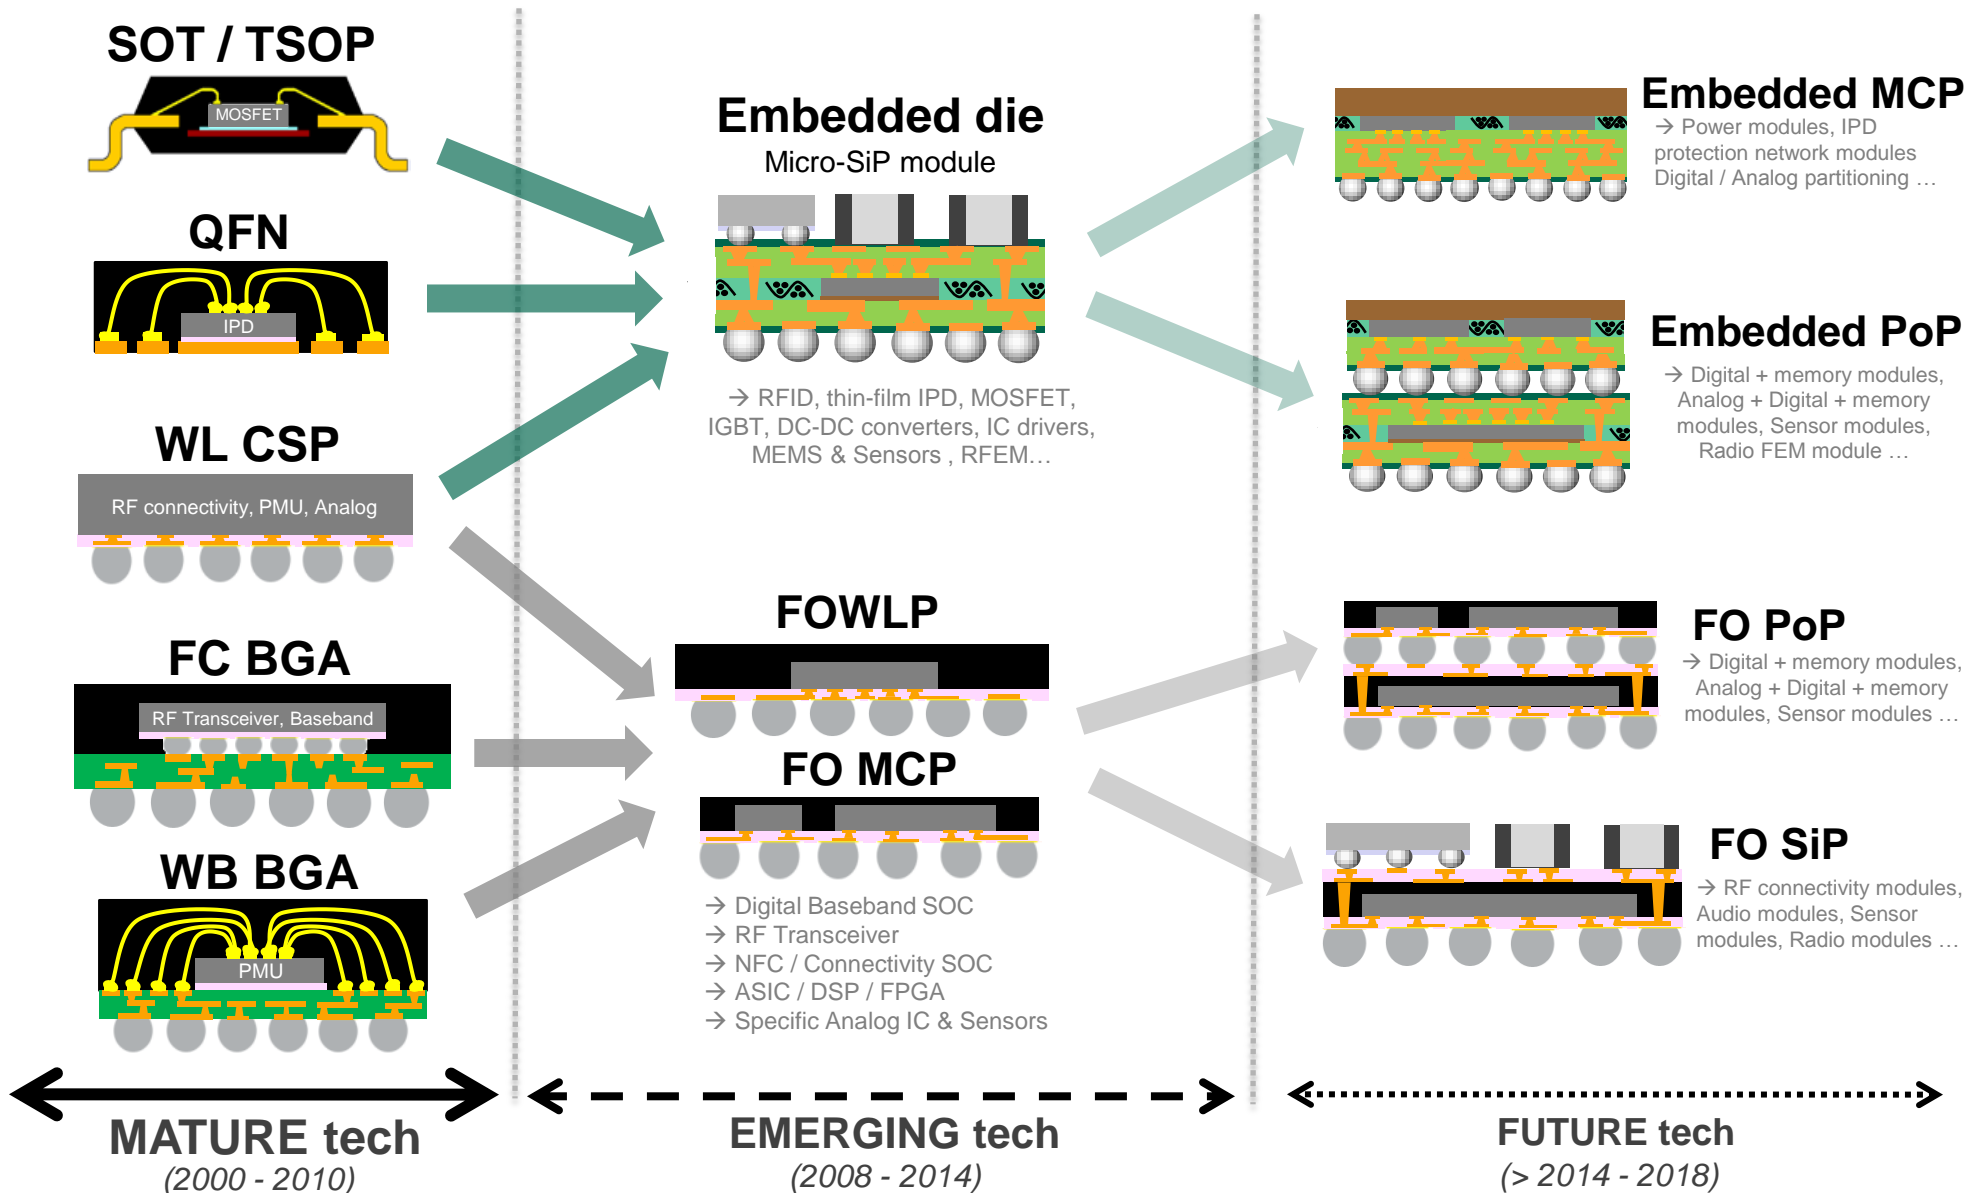 SOT / TSOP
MOSFET
QFN
IPD
WL CSP
RF connectivity, PMU, Analog
FC BGA
RF Transceiver, Baseband
WB BGA
PMU
MATURE tech
(2000 - 2010)
Embedded die
Micro-SiP module
→ RFID, thin-film IPD, MOSFET,
IGBT, DC-DC converters, IC drivers,
MEMS & Sensors , RFEM…
FOWLP
FO MCP
→ Digital Baseband SOC
→ RF Transceiver
→ NFC / Connectivity SOC
→ ASIC / DSP / FPGA
→ Specific Analog IC & Sensors
EMERGING tech
(2008 - 2014)
Embedded MCP
→ Power modules, IPD
protection network modules
Digital / Analog partitioning …
Embedded PoP
→ Digital + memory modules,
Analog + Digital + memory
modules, Sensor modules,
Radio FEM module …
FO PoP
→ Digital + memory modules,
Analog + Digital + memory
modules, Sensor modules …
FO SiP
→ RF connectivity modules,
Audio modules, Sensor
modules, Radio modules …
FUTURE tech
(> 2014 - 2018)